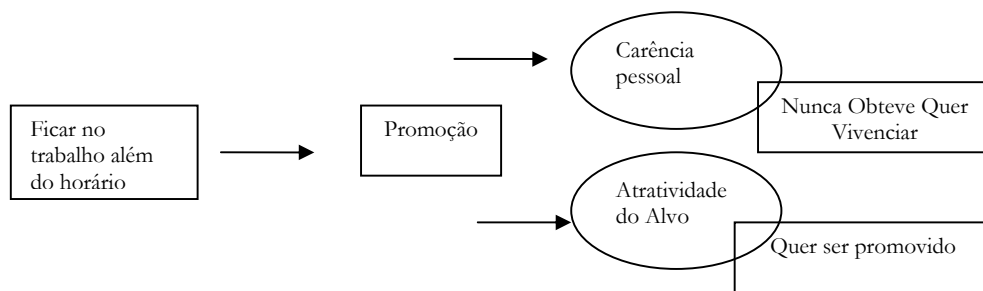 Ficar no
trabalho além
do horário
Promoção
Carência
pessoal
Nunca Obteve Quer
Vivenciar
Atratividade
do Alvo
Quer ser promovido